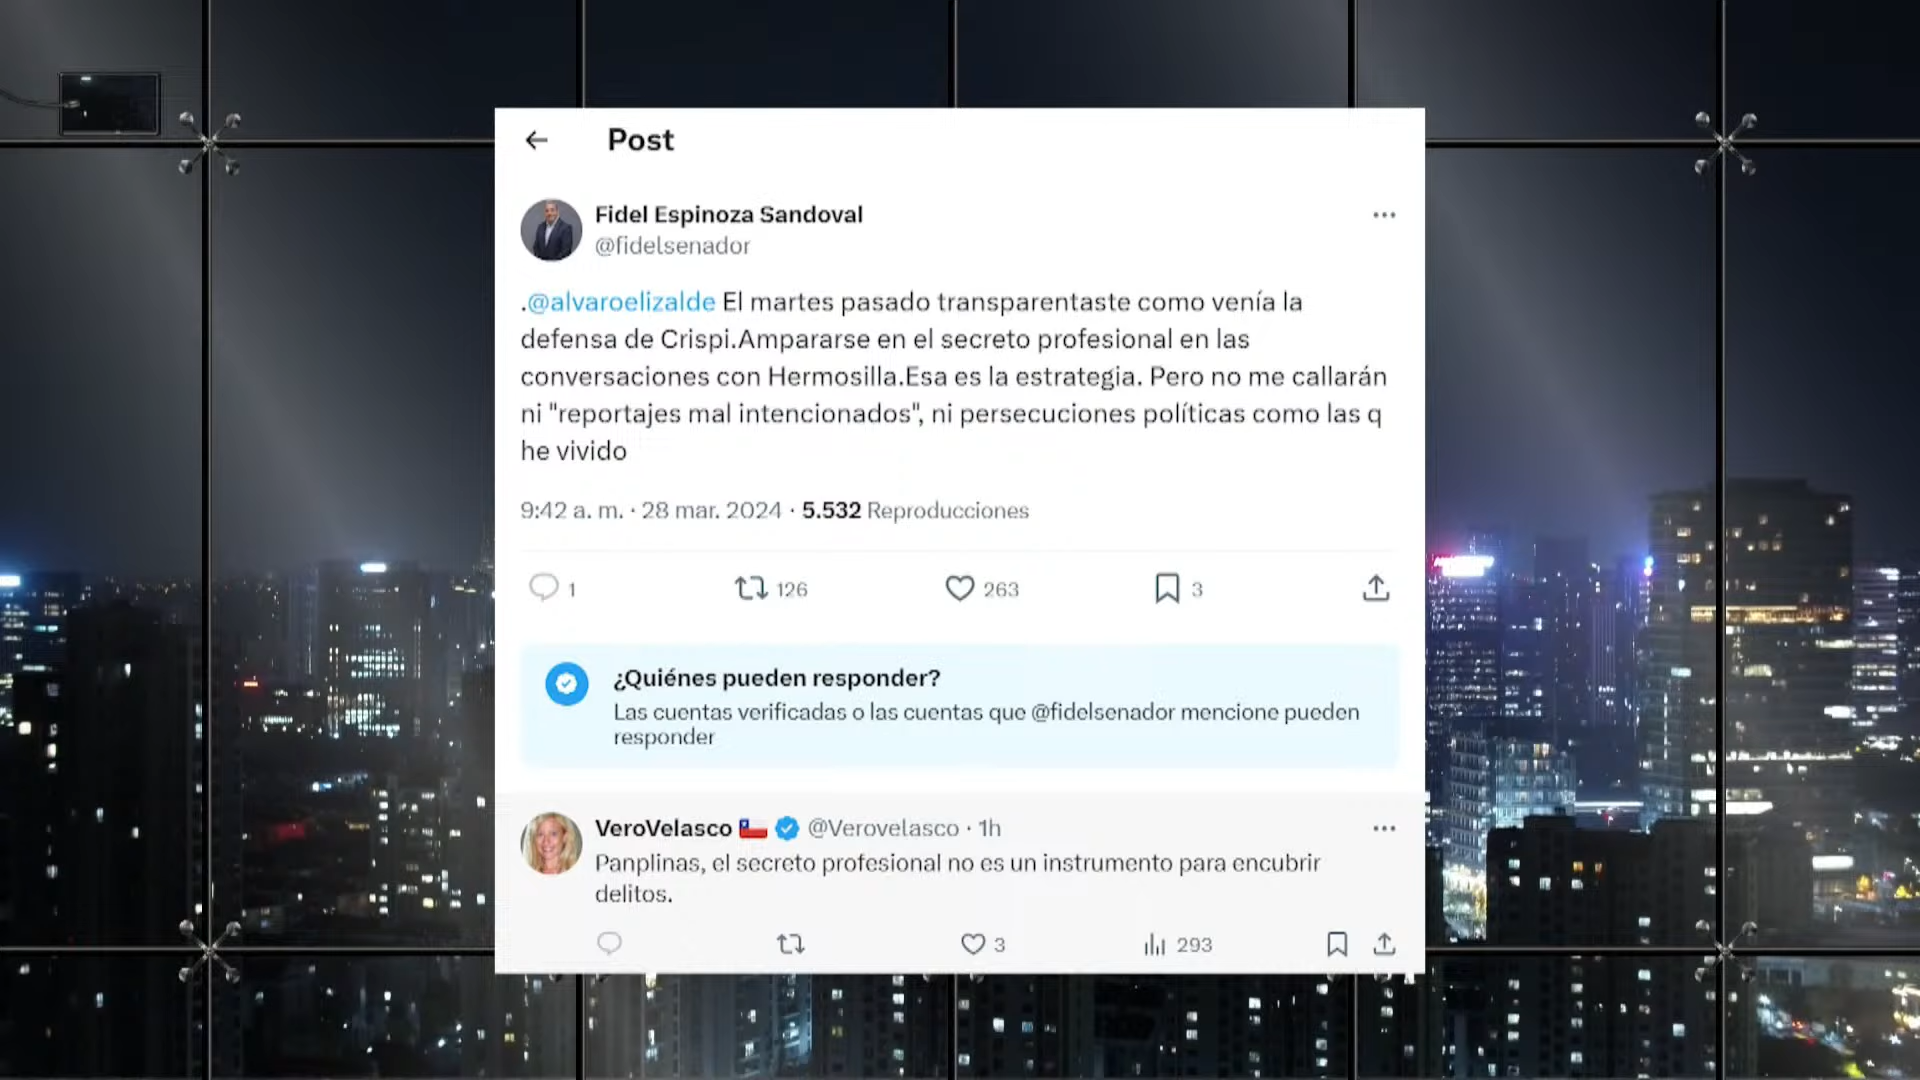 Post
Fidel Espinoza Sandoval
@fidelsenador
.@alvaroelizalde El martes pasado transparentaste como venía la
defensa de Crispi.Ampararse en el secreto profesional en las
conversaciones con Hermosilla.Esa es la estrategia. Pero no me callarán
ni "reportajes mal intencionados", ni persecuciones políticas como las q
he vivido
9:42 a. m. · 28 mar. 2024 · 5.532 Reproducciones
1 126 263 3
¿Quiénes pueden responder?
Las cuentas verificadas o las cuentas que @fidelsenador mencione pueden
responder
VeroVelasco @Verovelasco · 1h
Panplinas, el secreto profesional no es un instrumento para encubrir
delitos.
3 293